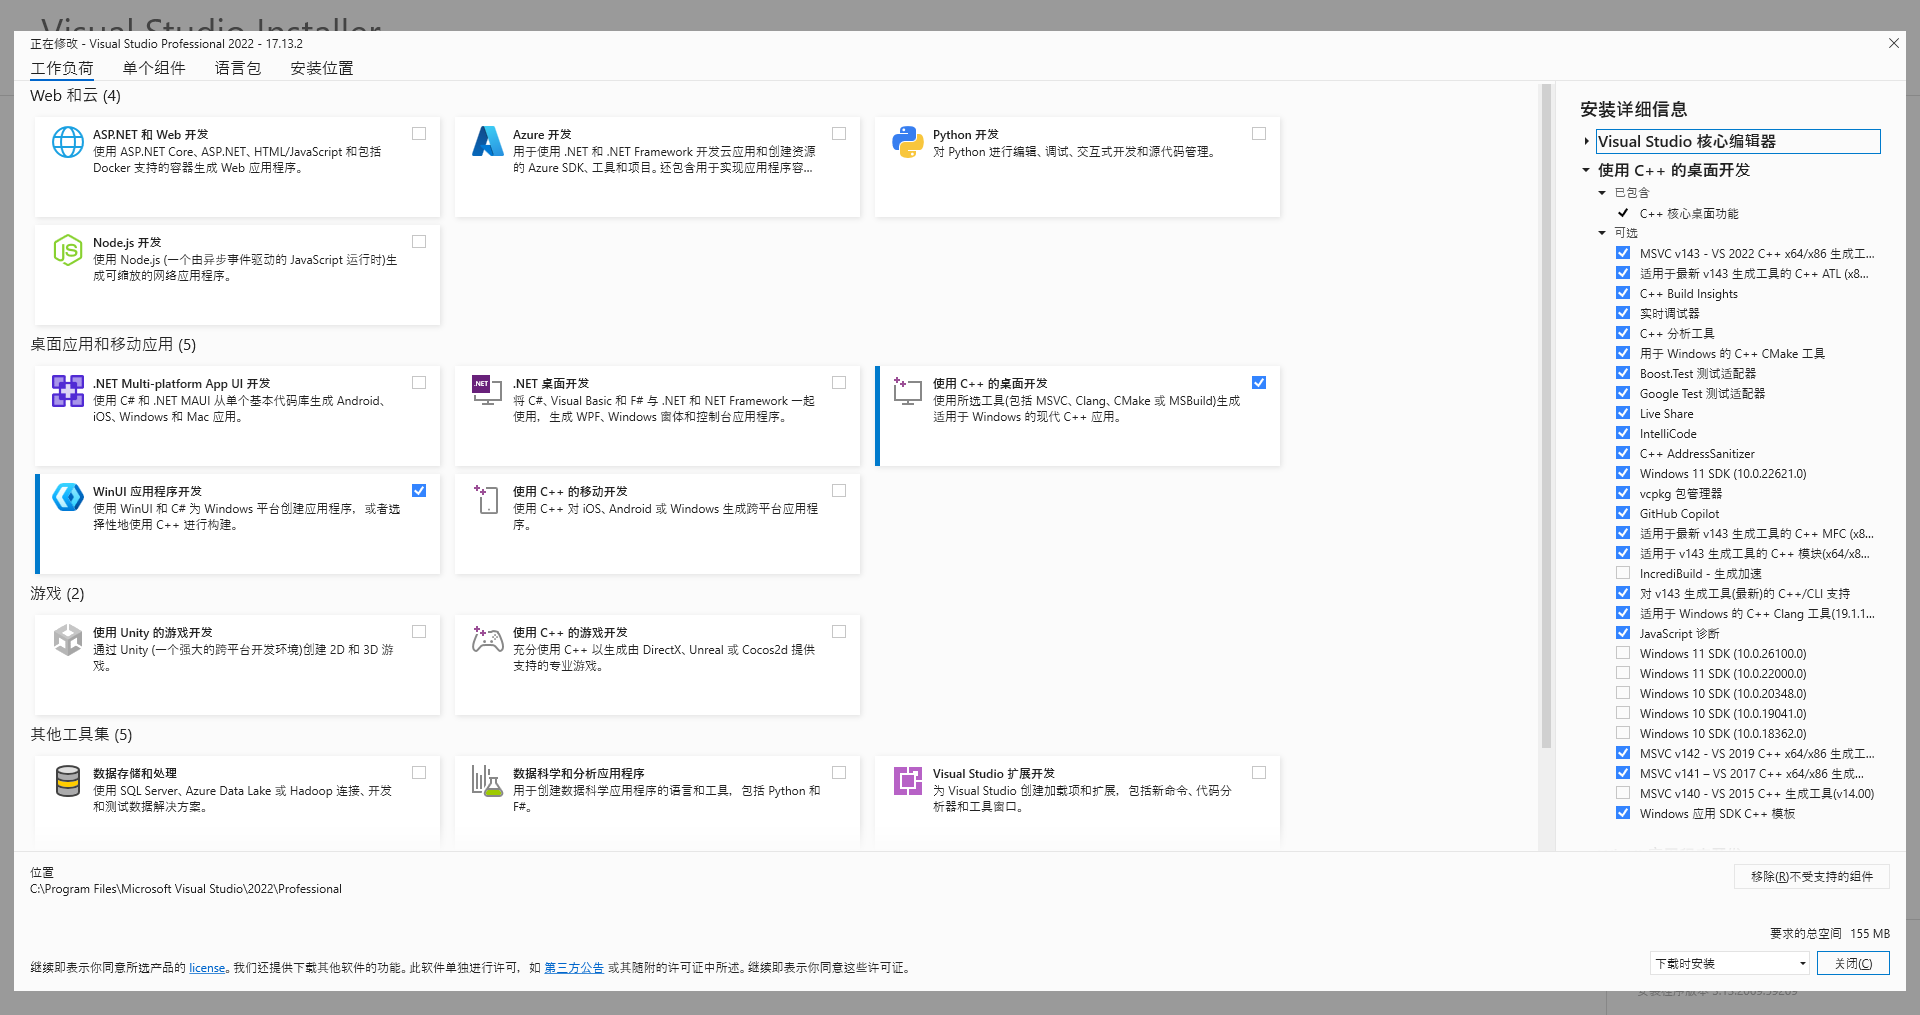 Visual Studio Installer
正在修改 - Visual Studio Professional 2022 - 17.13.2
工作负荷 单个组件 语言包 安装位置
Web 和云 (4)
ASP.NET 和 Web 开发
使用 ASP.NET Core、ASP.NET、HTML/JavaScript 和包括
Docker 支持的容器生成 Web 应用程序。
Azure 开发
用于使用 .NET 和 .NET Framework 开发云应用和创建资源
的 Azure SDK、工具和项目。还包含用于实现应用程序容...
Python 开发
对 Python 进行编辑、调试、交互式开发和源代码管理。
Node.js 开发
使用 Node.js (一个由异步事件驱动的 JavaScript 运行时)生
成可缩放的网络应用程序。
桌面应用和移动应用 (5)
.NET Multi-platform App UI 开发
使用 C# 和 .NET MAUI 从单个基本代码库生成 Android、
iOS、Windows 和 Mac 应用。
.NET
.NET 桌面开发
将 C#、Visual Basic 和 F# 与 .NET 和 NET Framework 一起
使用，生成 WPF、Windows 窗体和控制台应用程序。
使用 C++ 的桌面开发
使用所选工具(包括 MSVC、Clang、CMake 或 MSBuild)生成
适用于 Windows 的现代 C++ 应用。
WinUI 应用程序开发
使用 WinUI 和 C# 为 Windows 平台创建应用程序，或者选
择性地使用 C++ 进行构建。
使用 C++ 的移动开发
使用 C++ 对 iOS、Android 或 Windows 生成跨平台应用程
序。
游戏 (2)
使用 Unity 的游戏开发
通过 Unity (一个强大的跨平台开发环境)创建 2D 和 3D 游
戏。
使用 C++ 的游戏开发
充分使用 C++ 以生成由 DirectX、Unreal 或 Cocos2d 提供
支持的专业游戏。
其他工具集 (5)
数据存储和处理
使用 SQL Server、Azure Data Lake 或 Hadoop 连接、开发
和测试数据解决方案。
数据科学和分析应用程序
用于创建数据科学应用程序的语言和工具，包括 Python 和
F#。
Visual Studio 扩展开发
为 Visual Studio 创建加载项和扩展，包括新命令、代码分
析器和工具窗口。
安装详细信息
Visual Studio 核心编辑器
使用 C++ 的桌面开发
已包含
C++ 核心桌面功能
可选
MSVC v143 - VS 2022 C++ x64/x86 生成工...
适用于最新 v143 生成工具的 C++ ATL (x8...
C++ Build Insights
实时调试器
C++ 分析工具
用于 Windows 的 C++ CMake 工具
Boost.Test 测试适配器
Google Test 测试适配器
Live Share
IntelliCode
C++ AddressSanitizer
Windows 11 SDK (10.0.22621.0)
vcpkg 包管理器
GitHub Copilot
适用于最新 v143 生成工具的 C++ MFC (x8...
适用于 v143 生成工具的 C++ 模块(x64/x8...
IncrediBuild - 生成加速
对 v143 生成工具(最新)的 C++/CLI 支持
适用于 Windows 的 C++ Clang 工具(19.1.1...
JavaScript 诊断
Windows 11 SDK (10.0.26100.0)
Windows 11 SDK (10.0.22000.0)
Windows 10 SDK (10.0.20348.0)
Windows 10 SDK (10.0.19041.0)
Windows 10 SDK (10.0.18362.0)
MSVC v142 - VS 2019 C++ x64/x86 生成工...
MSVC v141 – VS 2017 C++ x64/x86 生成...
MSVC v140 - VS 2015 C++ 生成工具(v14.00)
Windows 应用 SDK C++ 模板
位置
C:\Program Files\Microsoft Visual Studio\2022\Professional
移除(R)不受支持的组件
要求的总空间 155 MB
继续即表示你同意所选产品的 license。我们还提供下载其他软件的功能。此软件单独进行许可，如 第三方公告 或其随附的许可证中所述。继续即表示你同意这些许可证。
下载时安装
关闭(C)